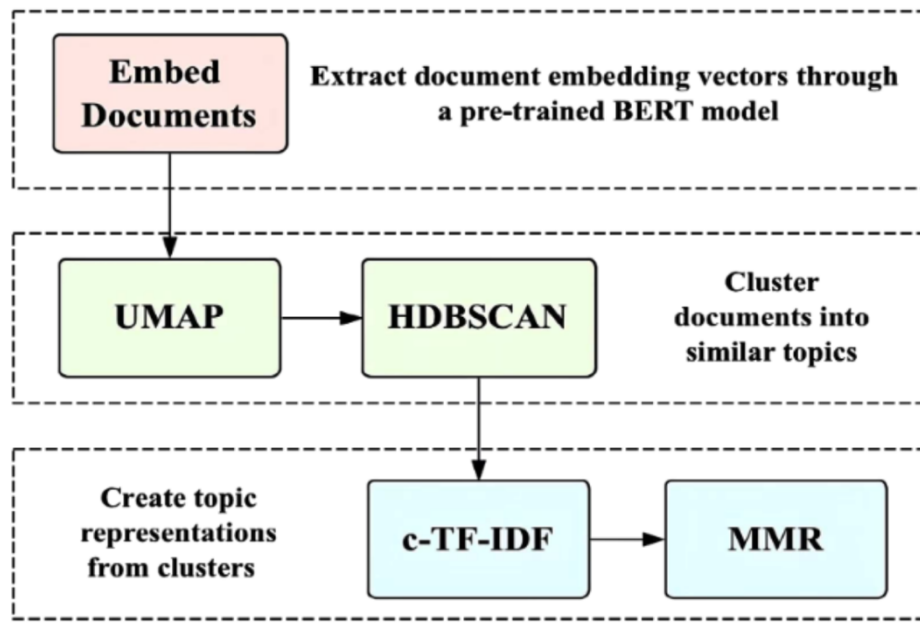 Embed
Documents
Extract document embedding vectors through
a pre-trained BERT model
UMAP
HDBSCAN
Cluster
documents into
similar topics
Create topic
representations
from clusters
c-TF-IDF
MMR